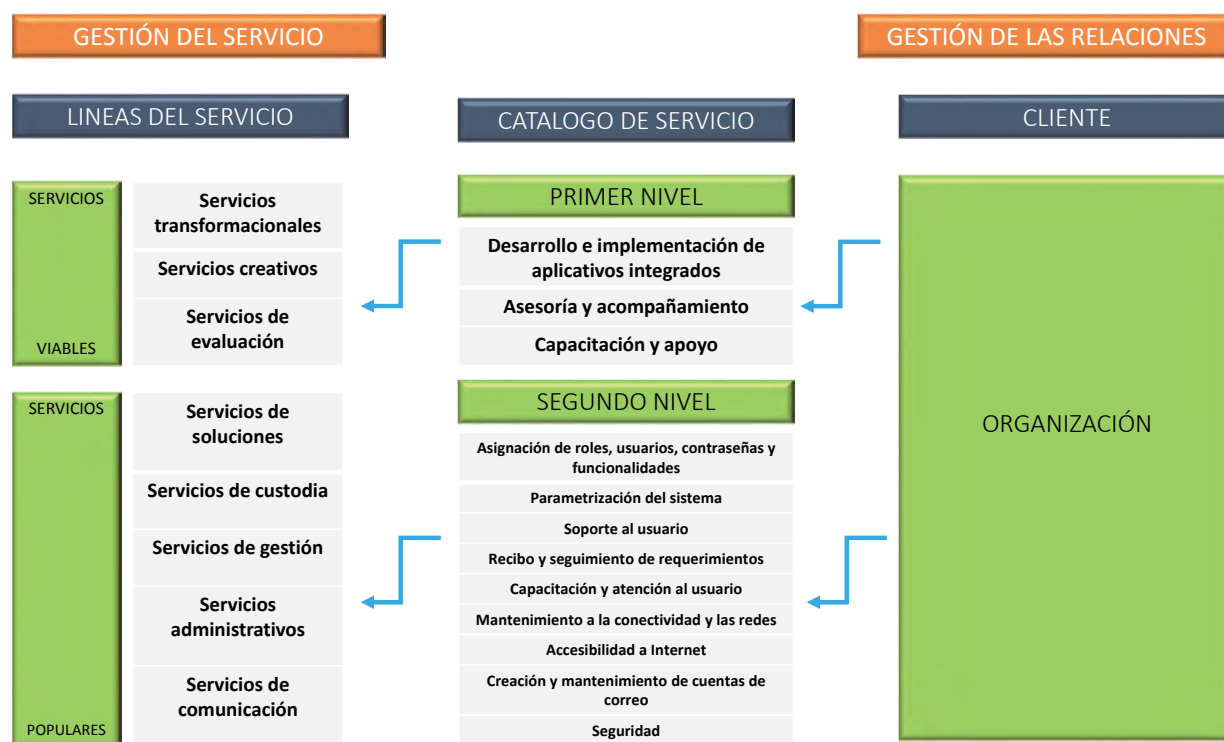 GESTIÓN DEL SERVICIO
GESTIÓN DE LAS RELACIONES
LINEAS DEL SERVICIO
CATALOGO DE SERVICIO
CLIENTE
SERVICIOS
VIABLES
Servicios
transformacionales
Servicios creativos
Servicios de
evaluación
PRIMER NIVEL
Desarrollo e implementación de
aplicativos integrados
Asesoría y acompañamiento
Capacitación y apoyo
SERVICIOS
POPULARES
Servicios de
soluciones
Servicios de custodia
Servicios de gestión
Servicios
administrativos
Servicios de
comunicación
SEGUNDO NIVEL
Asignación de roles, usuarios, contraseñas y
funcionalidades
Parametrización del sistema
Soporte al usuario
Recibo y seguimiento de requerimientos
Capacitación y atención al usuario
Mantenimiento a la conectividad y las redes
Accesibilidad a Internet
Creación y mantenimiento de cuentas de
correo
Seguridad
ORGANIZACIÓN